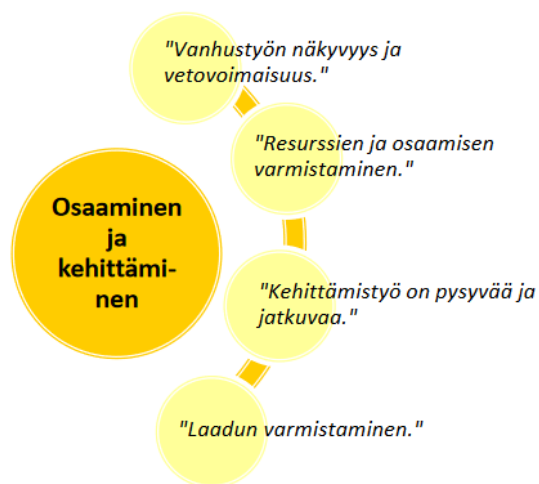 "Vanhustyön näkyvyys ja
vetovoimaisuus."
"Resurssien ja osaamisen
varmistaminen."
Osaaminen
ja
kehittämi-
nen
"Kehittämistyö on pysyvää ja
jatkuvaa."
"Laadun varmistaminen."